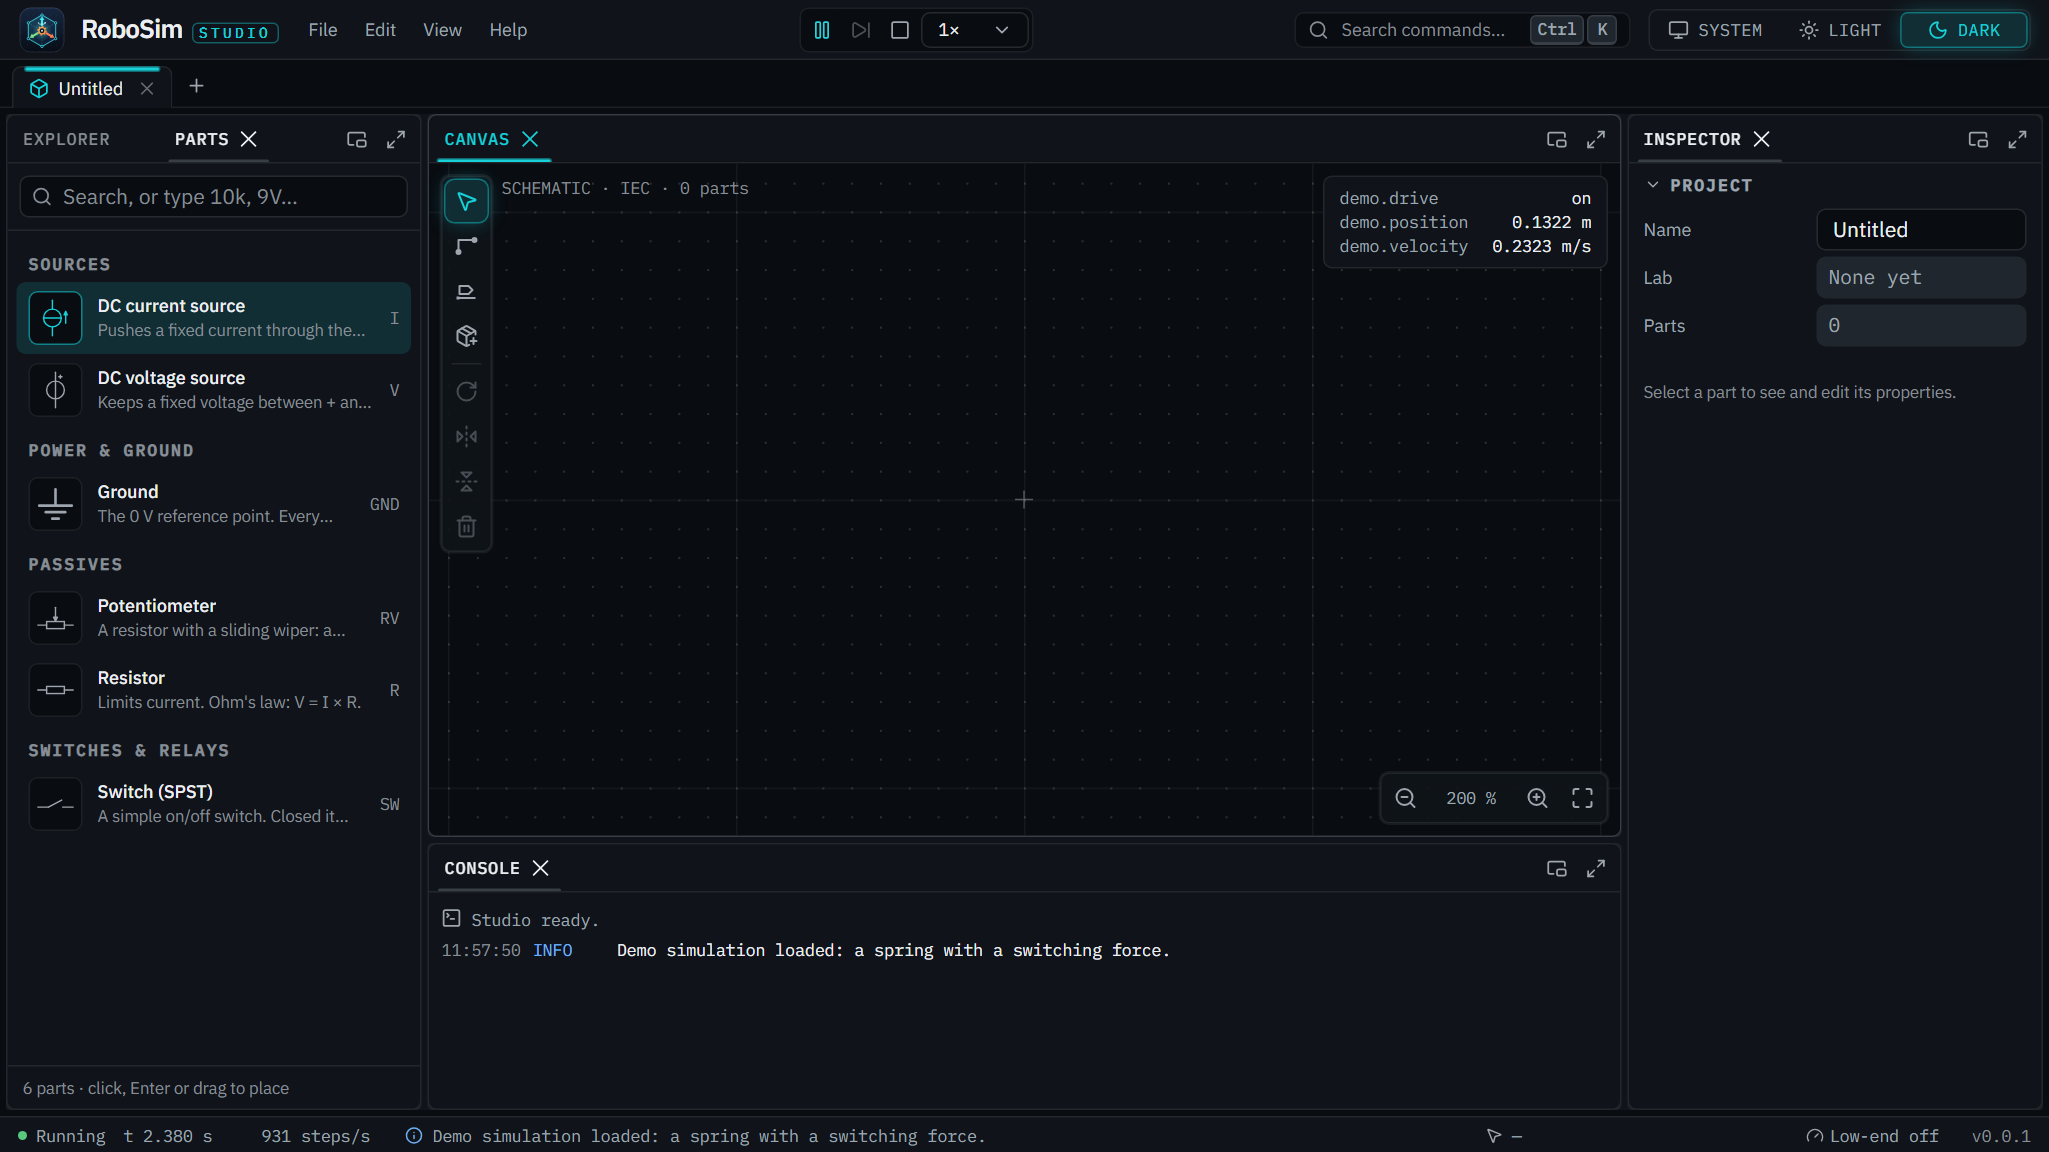 RoboSim STUDIO File Edit View Help 1× Search commands... Ctrl K SYSTEM LIGHT DARK
Untitled
EXPLORER PARTS
Search, or type 10k, 9V...
SOURCES
DC current source
Pushes a fixed current through the... I
DC voltage source
Keeps a fixed voltage between + an... V
POWER & GROUND
Ground
The 0 V reference point. Every... GND
PASSIVES
Potentiometer
A resistor with a sliding wiper: a... RV
Resistor
Limits current. Ohm's law: V = I × R. R
SWITCHES & RELAYS
Switch (SPST)
A simple on/off switch. Closed it... SW
6 parts · click, Enter or drag to place
CANVAS
SCHEMATIC · IEC · 0 parts
demo.drive on
demo.position 0.1322 m
demo.velocity 0.2323 m/s
200 %
CONSOLE
Studio ready.
11:57:50 INFO Demo simulation loaded: a spring with a switching force.
INSPECTOR
PROJECT
Name Untitled
Lab None yet
Parts 0
Select a part to see and edit its properties.
Running t 2.380 s 931 steps/s Demo simulation loaded: a spring with a switching force. — Low-end off v0.0.1